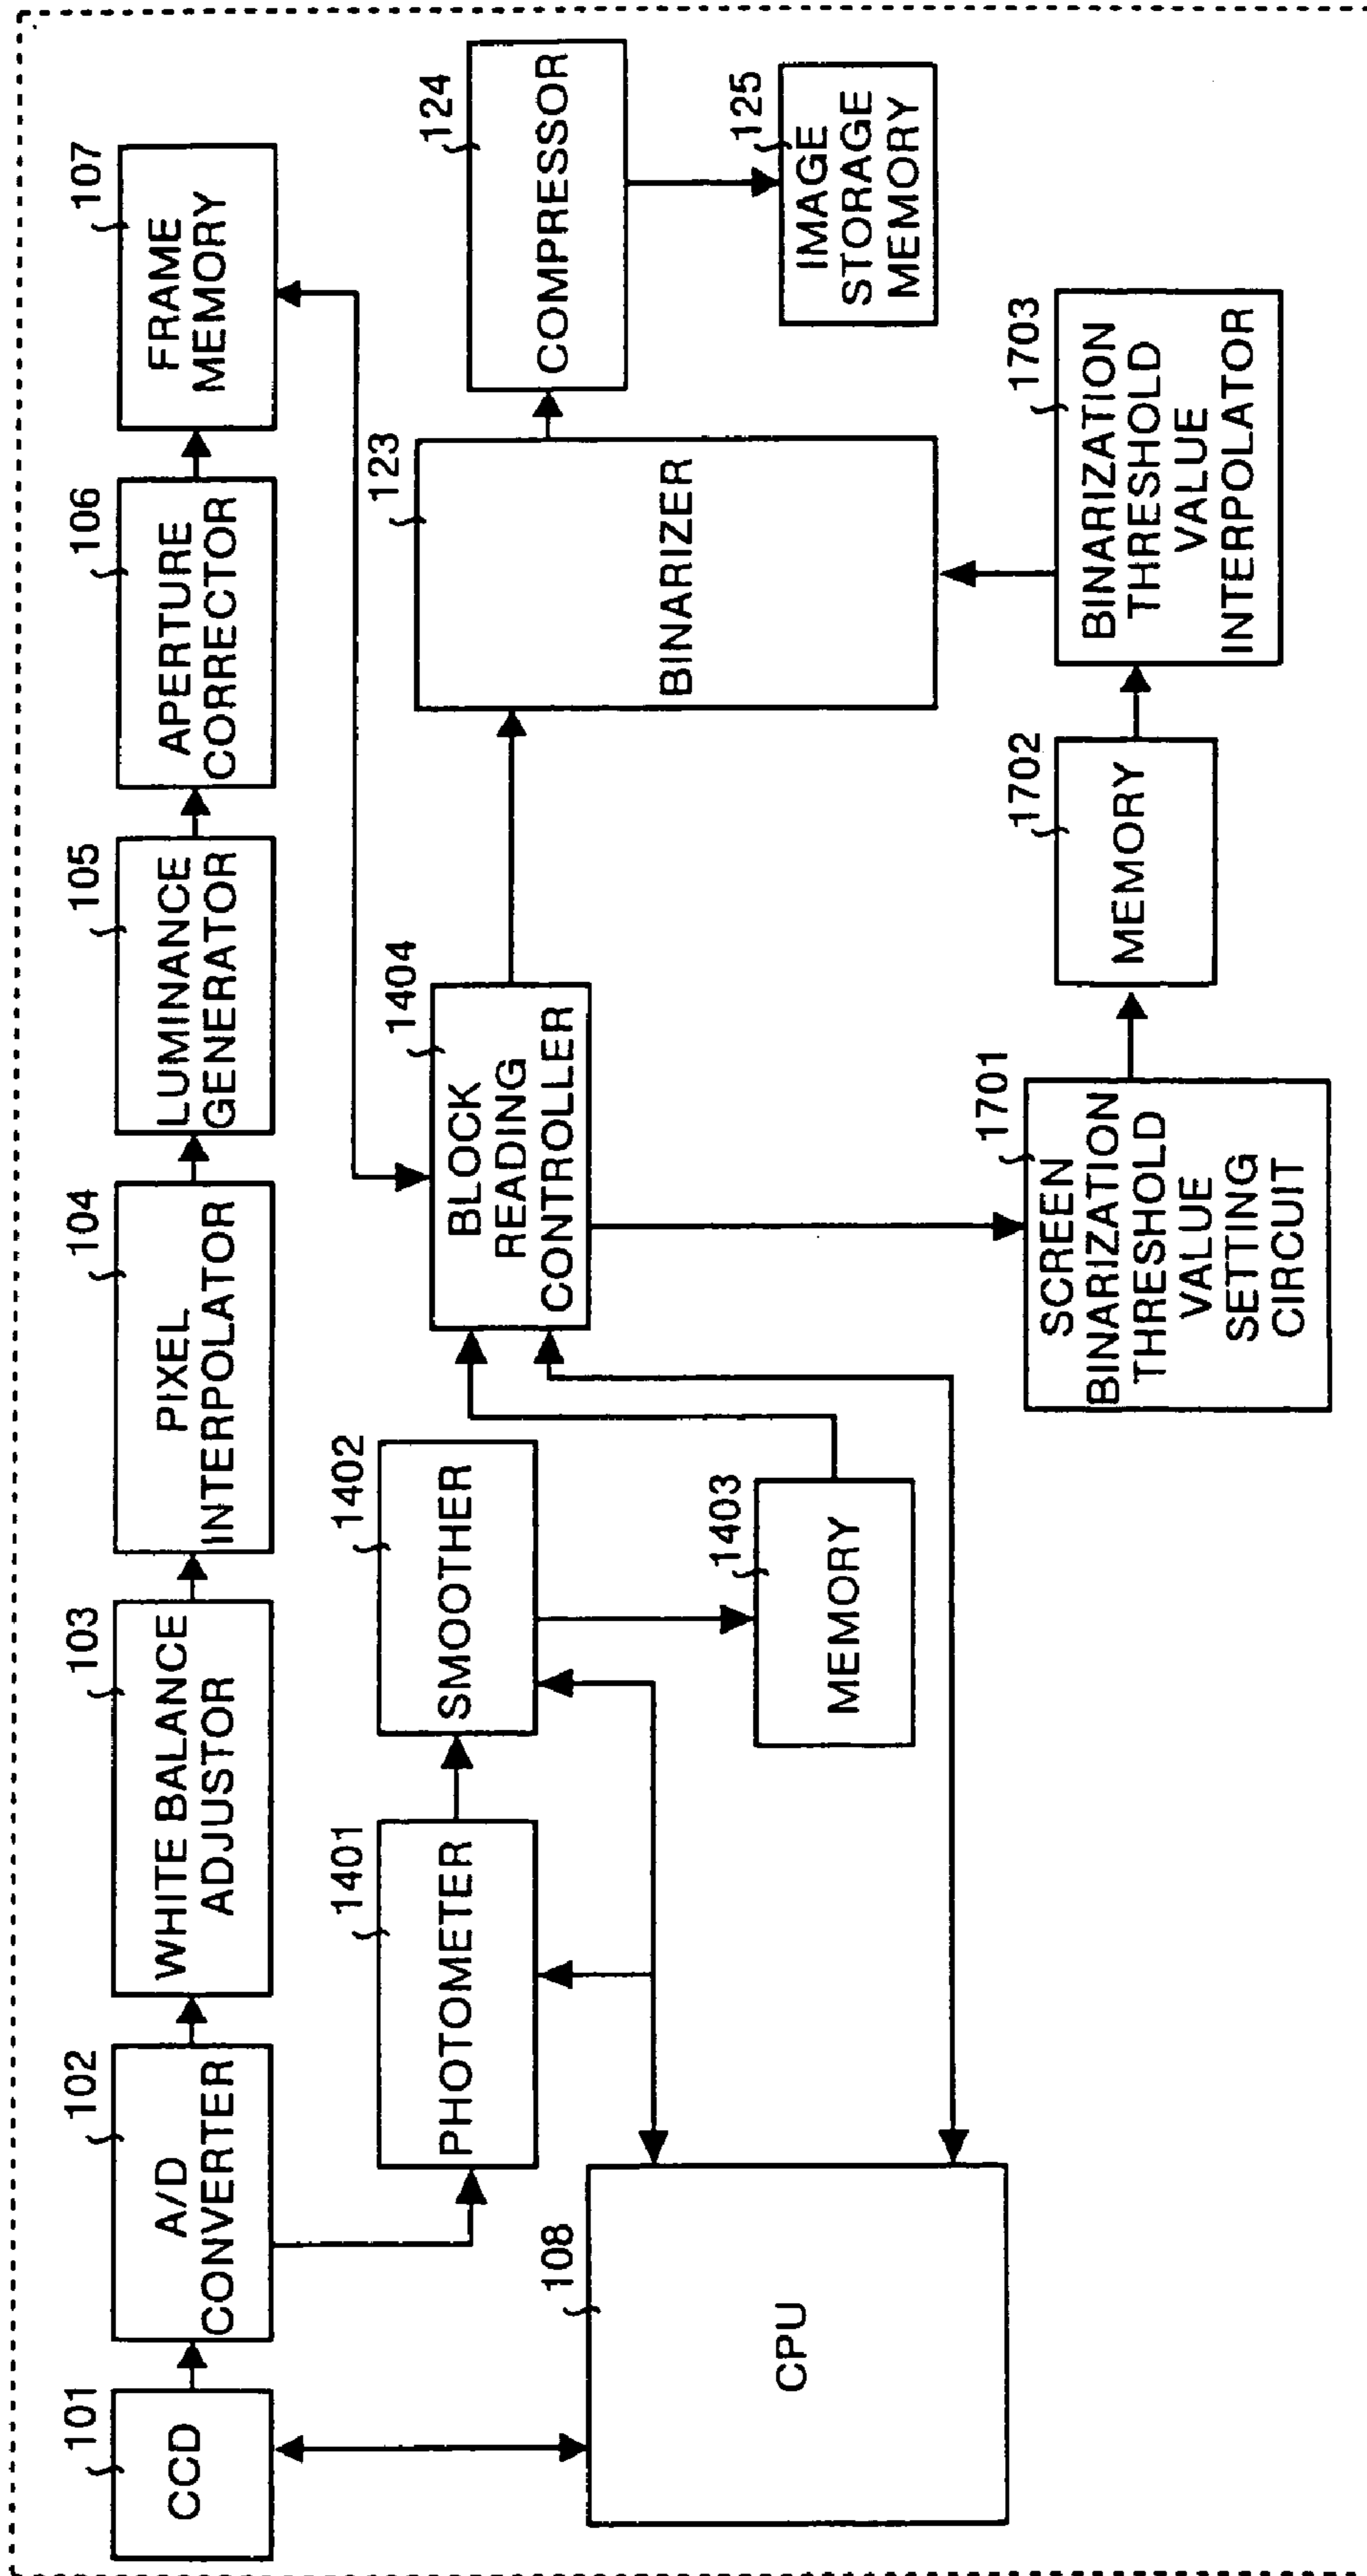 101
CCD
102
A/D
CONVERTER
103
WHITE BALANCE
ADJUSTOR
104
PIXEL
INTERPOLATOR
105
LUMINANCE
GENERATOR
106
APERTURE
CORRECTOR
107
FRAME
MEMORY
108
CPU
1401
PHOTOMETER
1402
SMOOTHER
1403
MEMORY
1404
BLOCK
READING
CONTROLLER
123
BINARIZER
124
COMPRESSOR
125
IMAGE
STORAGE
MEMORY
1701
SCREEN
BINARIZATION
THRESHOLD
VALUE
SETTING
CIRCUIT
1702
MEMORY
1703
BINARIZATION
THRESHOLD
VALUE
INTERPOLATOR